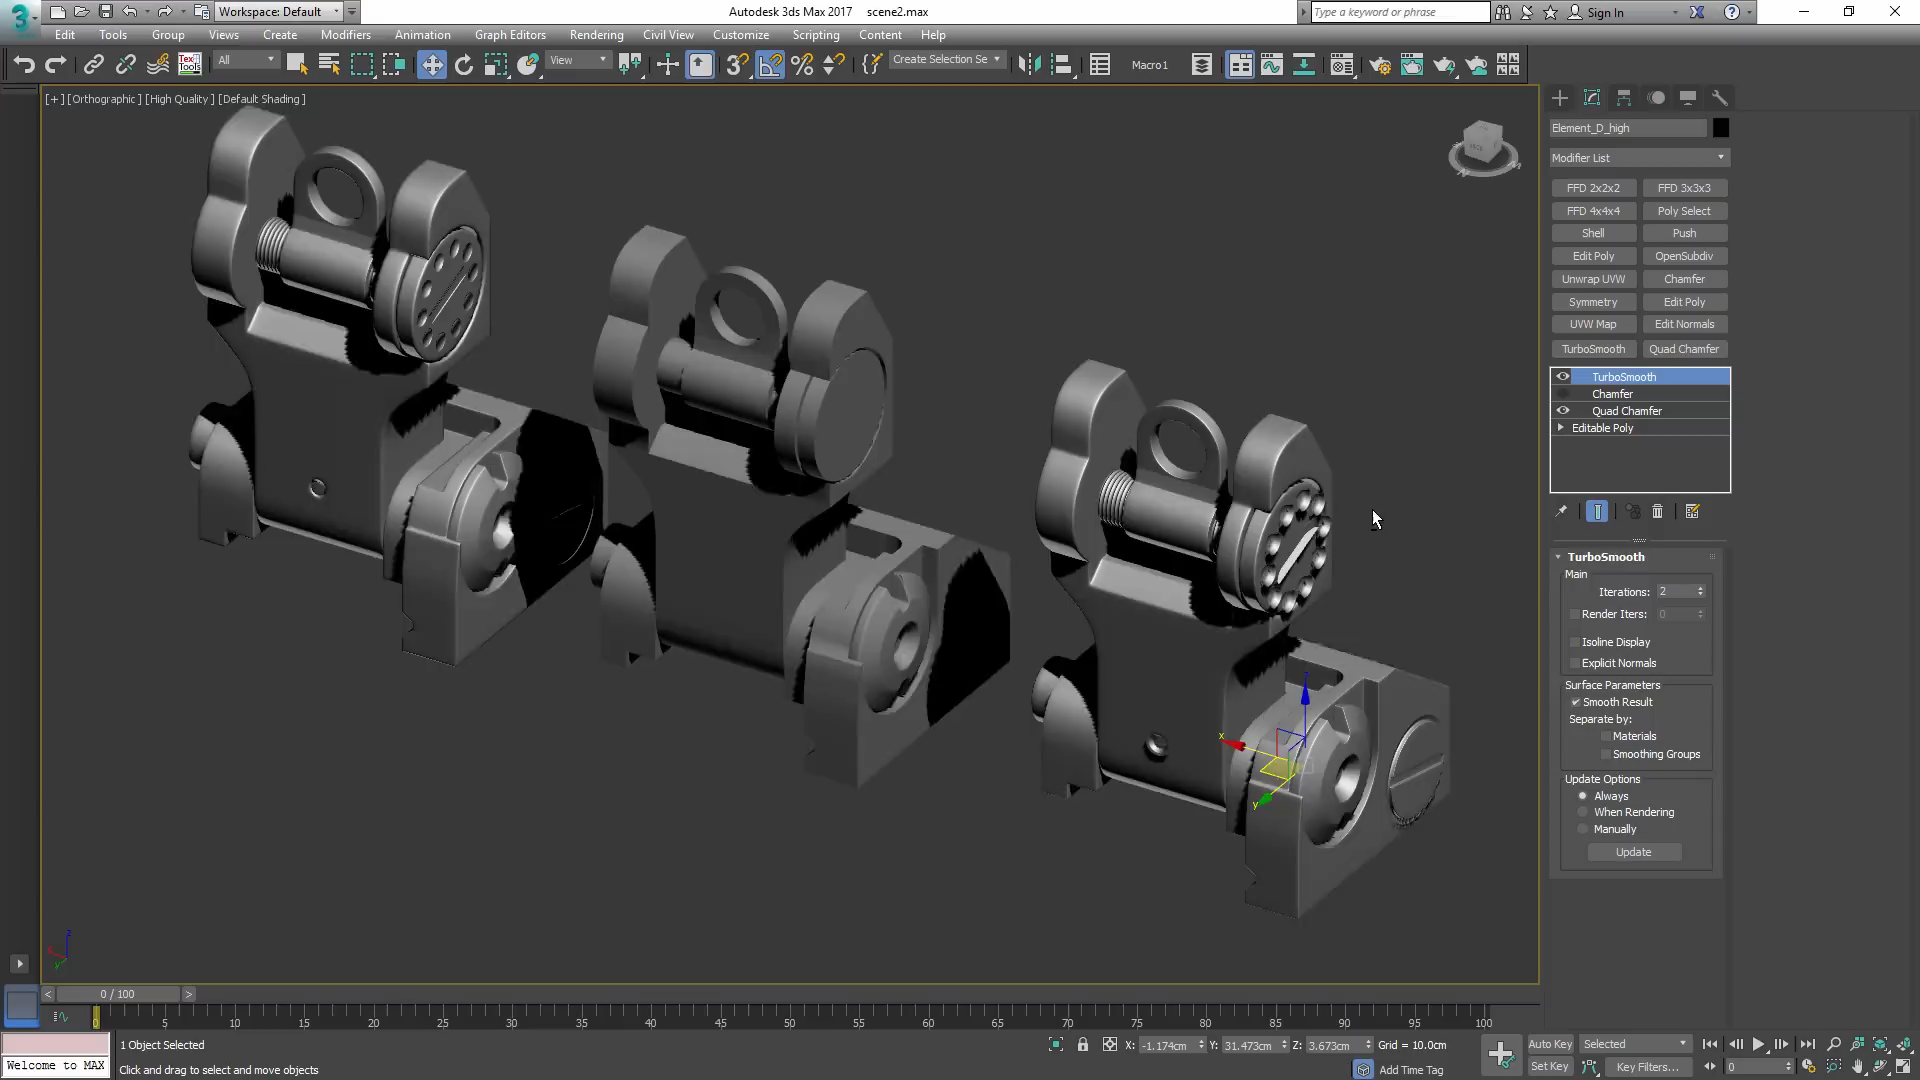 Workspace: Default
Autodesk 3ds Max 2017 scene2.max
Type a keyword or phrase
Sign In
Edit Tools Group Views Create Modifiers Animation Graph Editors Rendering Civil View Customize Scripting Content Help
All
View
Create Selection Se
Macro1
[+] [Orthographic ] [High Quality ] [Default Shading ]
Element_D_high
Modifier List
FFD 2x2x2 FFD 3x3x3
FFD 4x4x4 Poly Select
Shell Push
Edit Poly OpenSubdiv
Unwrap UVW Chamfer
Symmetry Edit Poly
UVW Map Edit Normals
TurboSmooth Quad Chamfer
TurboSmooth
Chamfer
Quad Chamfer
Editable Poly
TurboSmooth
Main
Iterations: 2
Render Iters: 0
Isoline Display
Explicit Normals
Surface Parameters
Smooth Result
Separate by:
Materials
Smoothing Groups
Update Options
Always
When Rendering
Manually
Update
x
y
z
0 / 100
0 5 10 15 20 25 30 35 40 45 50 55 60 65 70 75 80 85 90 95 100
1 Object Selected
X: -1.174cm Y: 31.473cm Z: 3.673cm Grid = 10.0cm
Auto Key Selected
Welcome to MAX
Click and drag to select and move objects
Add Time Tag
Set Key Key Filters...
0